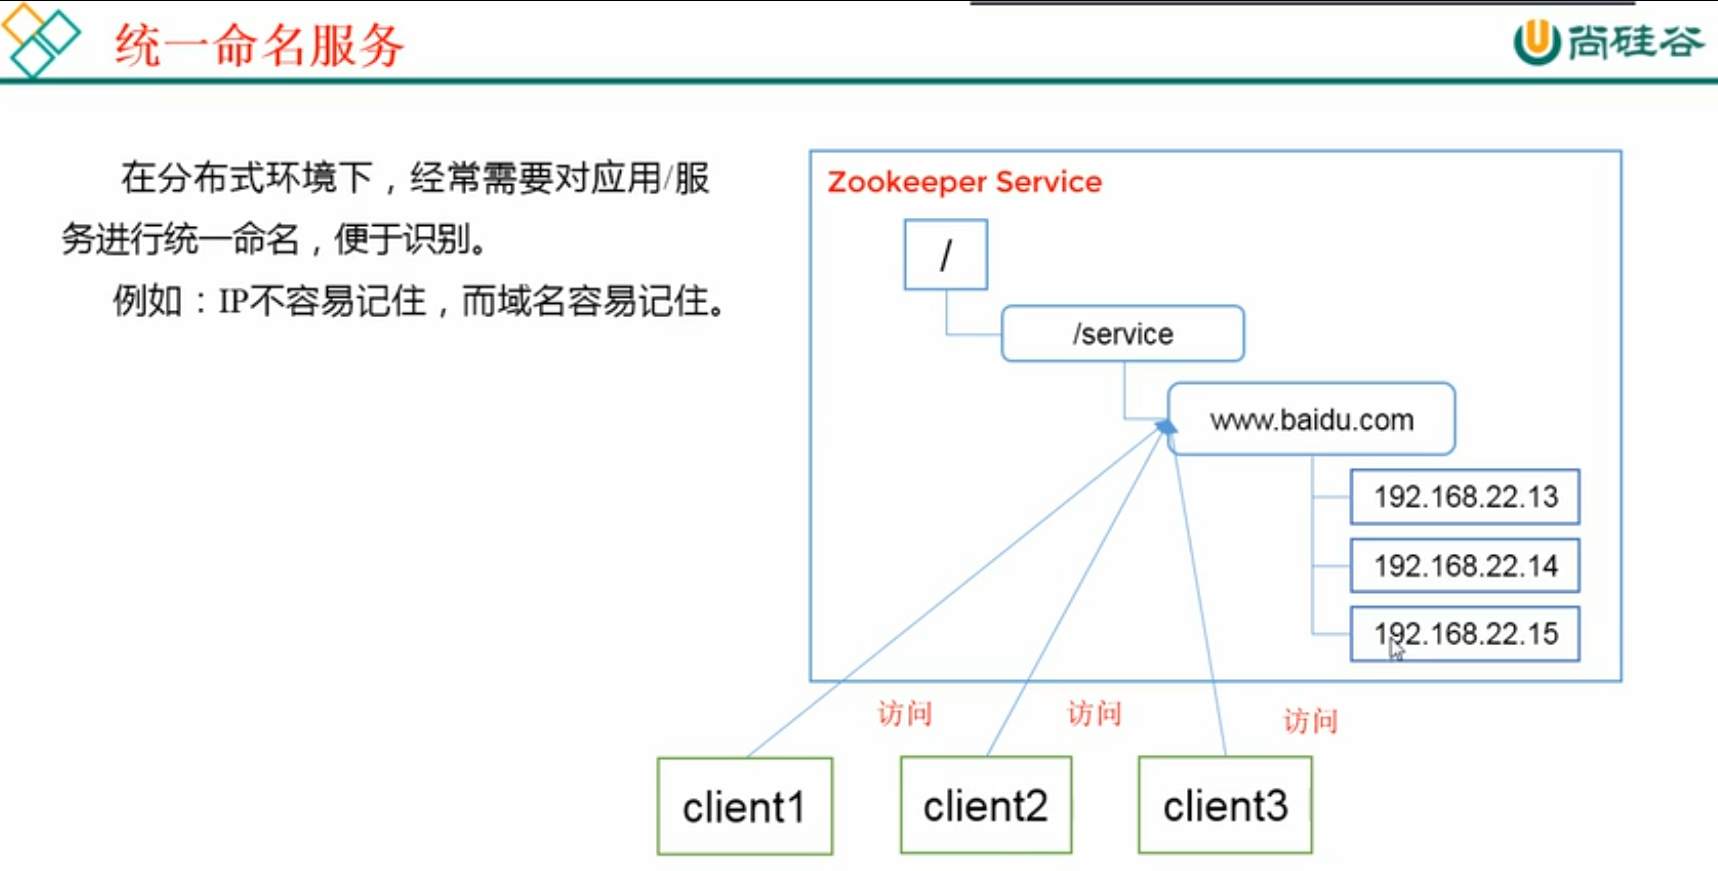 统一命名服务
尚硅谷
在分布式环境下，经常需要对应用/服
务进行统一命名，便于识别。
例如：IP不容易记住，而域名容易记住。
Zookeeper Service
/
/service
www.baidu.com
192.168.22.13
192.168.22.14
192.168.22.15
访问
访问
访问
client1
client2
client3